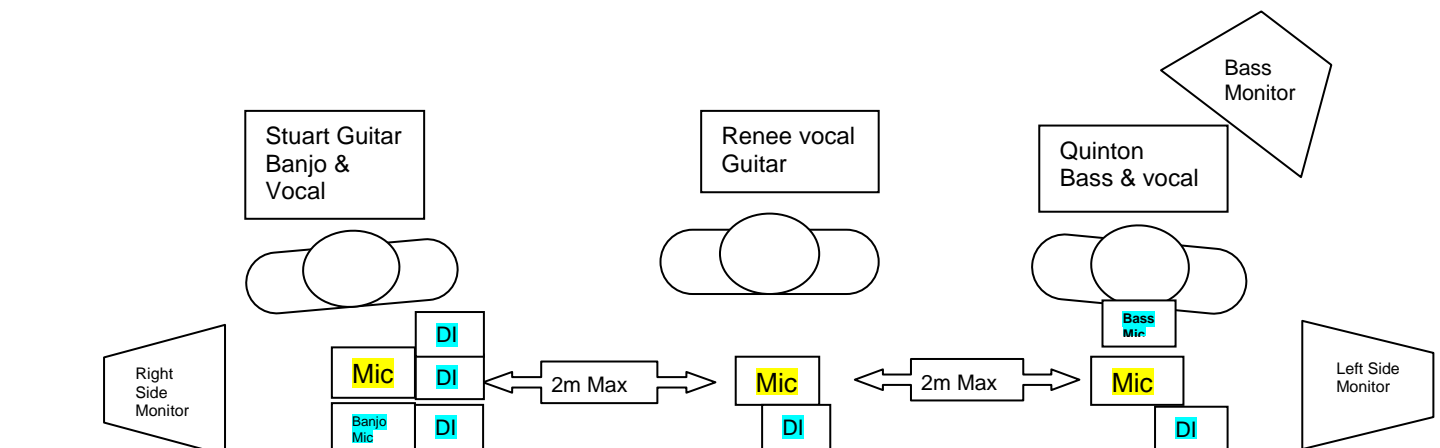 Bass
Monitor
Stuart Guitar
Banjo &
Vocal
Renee vocal
Guitar
Quinton
Bass & vocal
Bass
Mic
DI
Mic
DI
2m Max
Mic
2m Max
Mic
Right
Side
Monitor
Left Side
Monitor
Banjo
Mic
DI
DI
DI